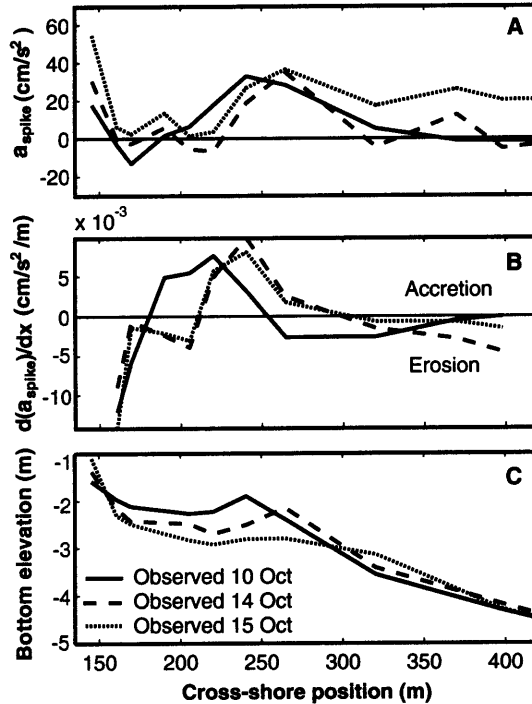 60
40
20
0
-20
a_spike (cm/s²)
A
x 10⁻³
5
0
-5
-10
d(a_spike)/dx (cm/s²/m)
B
Accretion
Erosion
-1
-2
-3
-4
-5
Bottom elevation (m)
C
Observed 10 Oct
Observed 14 Oct
Observed 15 Oct
150 200 250 300 350 400
Cross-shore position (m)